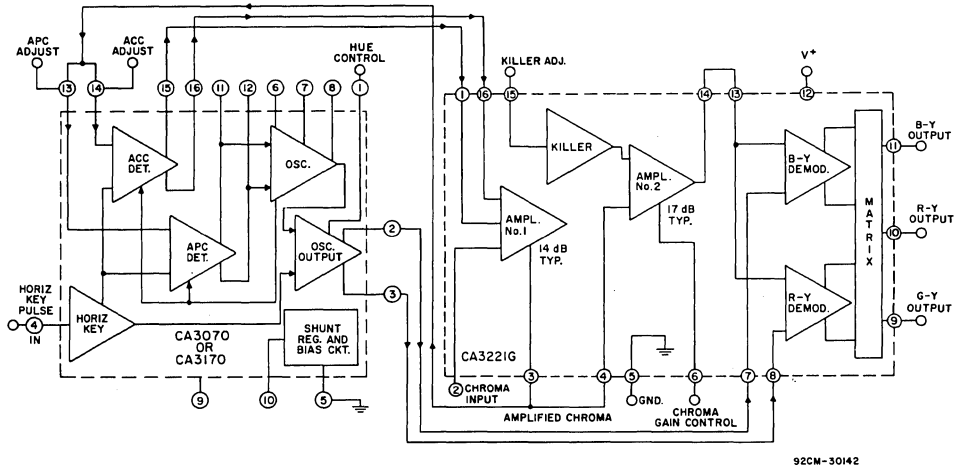 APC
ADJUST
ACC
ADJUST
HUE
CONTROL
KILLER ADJ.
V+
13
14
15
16
11
12
6
7
8
1
1
16
15
14
13
12
ACC
DET.
OSC.
KILLER
AMPL.
No.2
17 dB
TYP.
B-Y
DEMOD.
B-Y
OUTPUT
11
AMPL.
No.1
14 dB
TYP.
MATRIX
R-Y
OUTPUT
10
APC
DET.
OSC.
OUTPUT
2
3
HORIZ
KEY
PULSE
4
IN
HORIZ
KEY
CA3070
OR
CA3170
SHUNT
REG. AND
BIAS CKT.
R-Y
DEMOD.
G-Y
OUTPUT
9
CA3221G
9
10
5
2 CHROMA
INPUT
3
4
5
GND.
6
CHROMA
GAIN CONTROL
7
8
AMPLIFIED CHROMA
92CM-30142